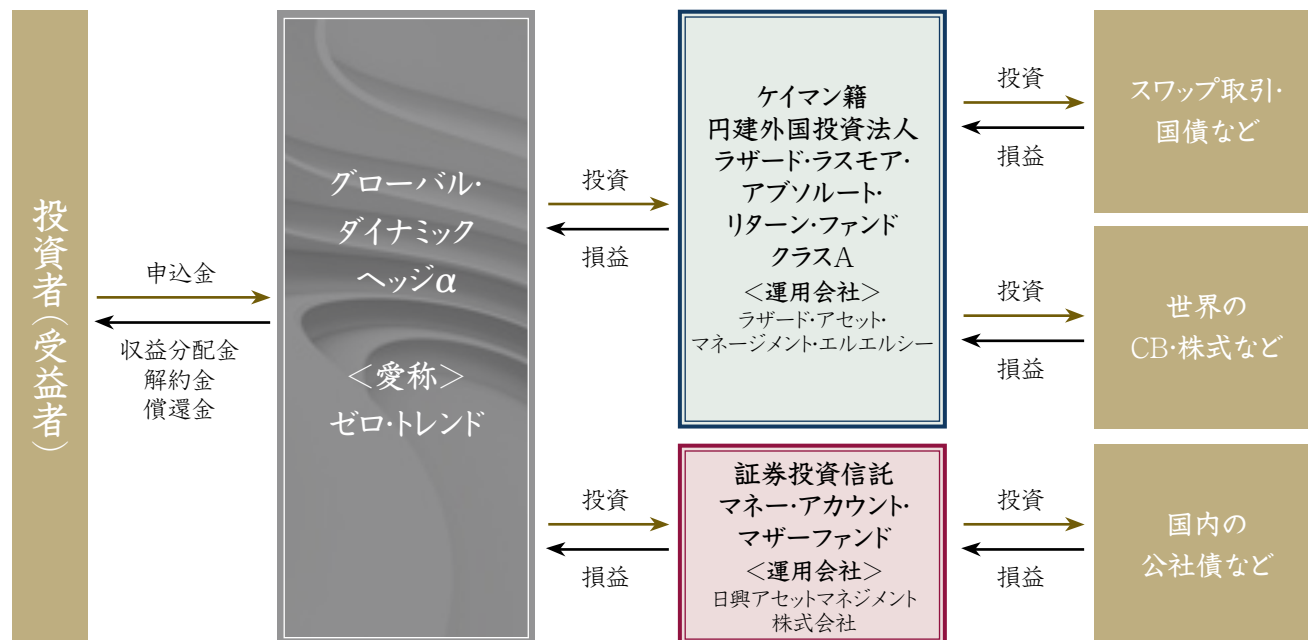 投資者(受益者)
申込金
収益分配金
解約金
償還金
グローバル・
ダイナミック
ヘッジα
＜愛称＞
ゼロ・トレンド
投資
損益
投資
損益
ケイマン籍
円建外国投資法人
ラザード・ラスモア・
アブソルート・
リターン・ファンド
クラスA
＜運用会社＞
ラザード・アセット・
マネージメント・エルエルシー
証券投資信託
マネー・アカウント・
マザーファンド
＜運用会社＞
日興アセットマネジメント
株式会社
投資
損益
投資
損益
投資
損益
スワップ取引・
国債など
世界の
CB・株式など
国内の
公社債など